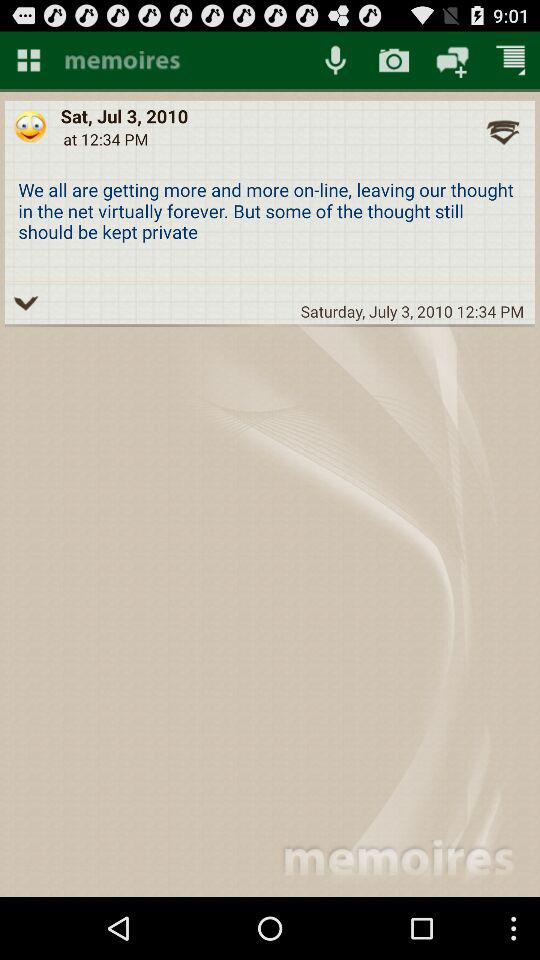 9:01
memoires
Sat, Jul 3, 2010
at 12:34 PM
We all are getting more and more on-line, leaving our thought
in the net virtually forever. But some of the thought still
should be kept private
Saturday, July 3, 2010 12:34 PM
memoires